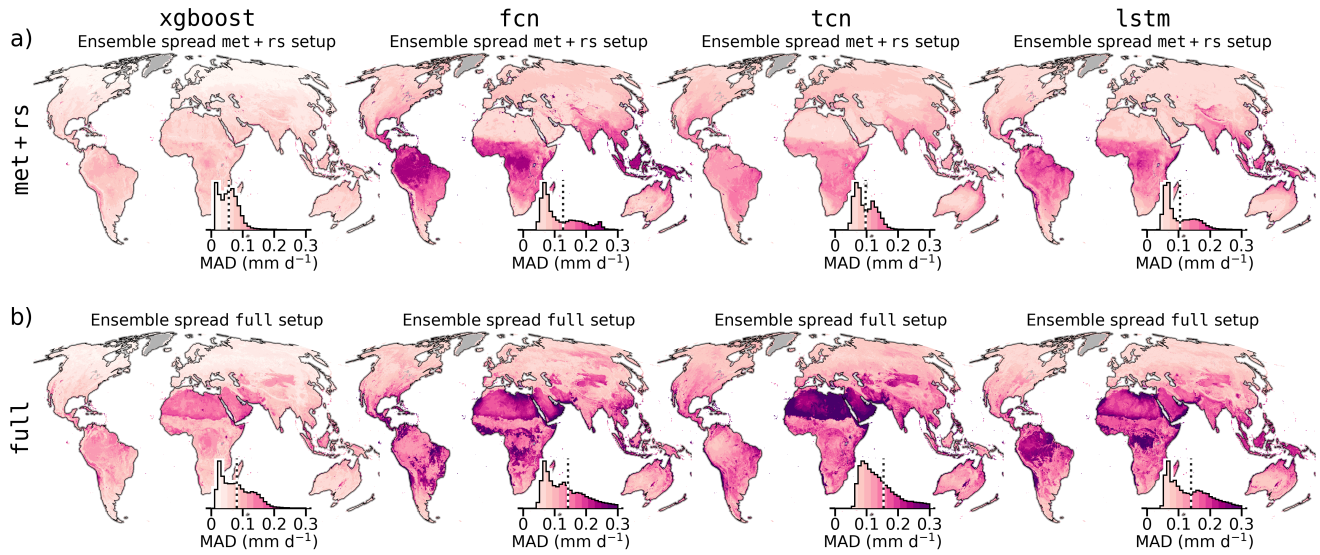 xgboost fcn tcn lstm
a) Ensemble spread met+rs setup Ensemble spread met+rs setup Ensemble spread met+rs setup Ensemble spread met+rs setup
met+rs
0 0.1 0.2 0.3 0 0.1 0.2 0.3 0 0.1 0.2 0.3 0 0.1 0.2 0.3
MAD (mm d⁻¹) MAD (mm d⁻¹) MAD (mm d⁻¹) MAD (mm d⁻¹)
b) Ensemble spread full setup Ensemble spread full setup Ensemble spread full setup Ensemble spread full setup
full
0 0.1 0.2 0.3 0 0.1 0.2 0.3 0 0.1 0.2 0.3 0 0.1 0.2 0.3
MAD (mm d⁻¹) MAD (mm d⁻¹) MAD (mm d⁻¹) MAD (mm d⁻¹)